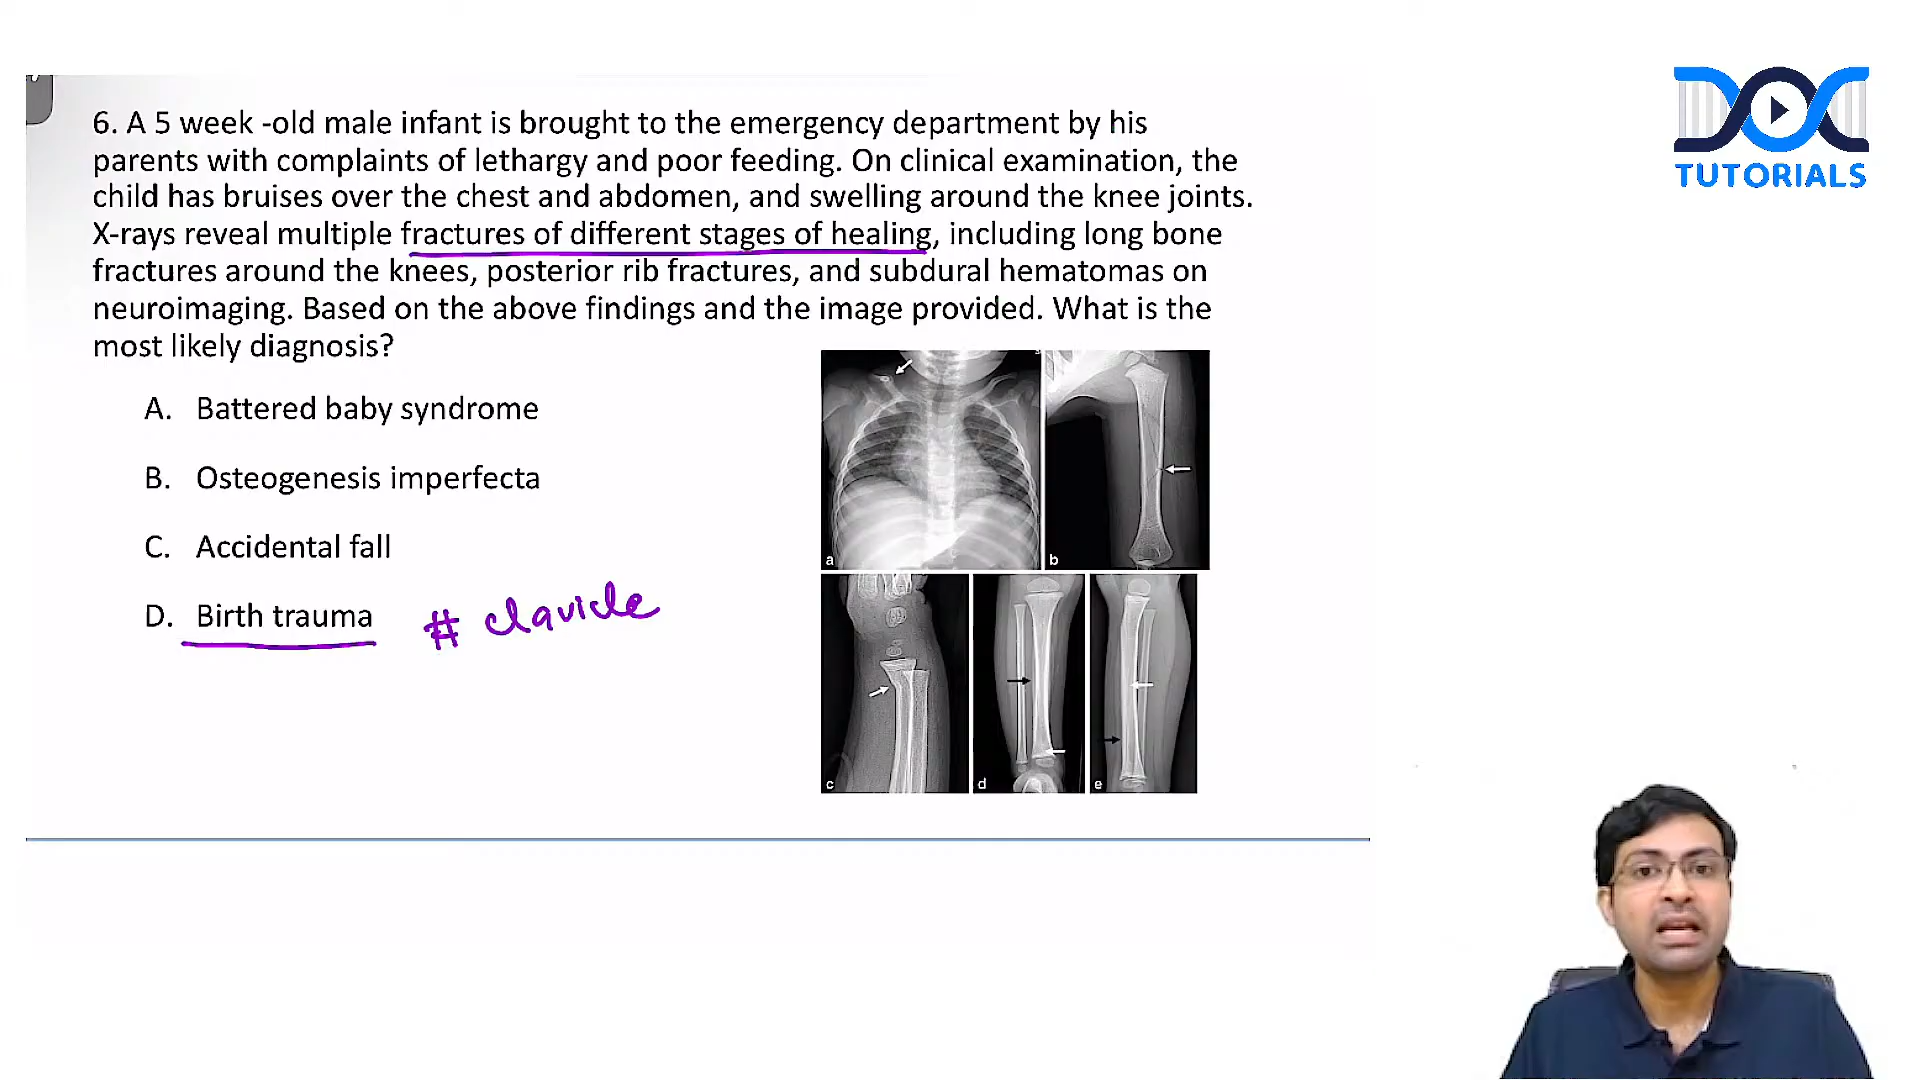 6. A 5 week -old male infant is brought to the emergency department by his
parents with complaints of lethargy and poor feeding. On clinical examination, the
child has bruises over the chest and abdomen, and swelling around the knee joints.
X-rays reveal multiple fractures of different stages of healing, including long bone
fractures around the knees, posterior rib fractures, and subdural hematomas on
neuroimaging. Based on the above findings and the image provided. What is the
most likely diagnosis?
A. Battered baby syndrome
B. Osteogenesis imperfecta
C. Accidental fall
D. Birth trauma # clavicle
a b
c d e
DOC
TUTORIALS